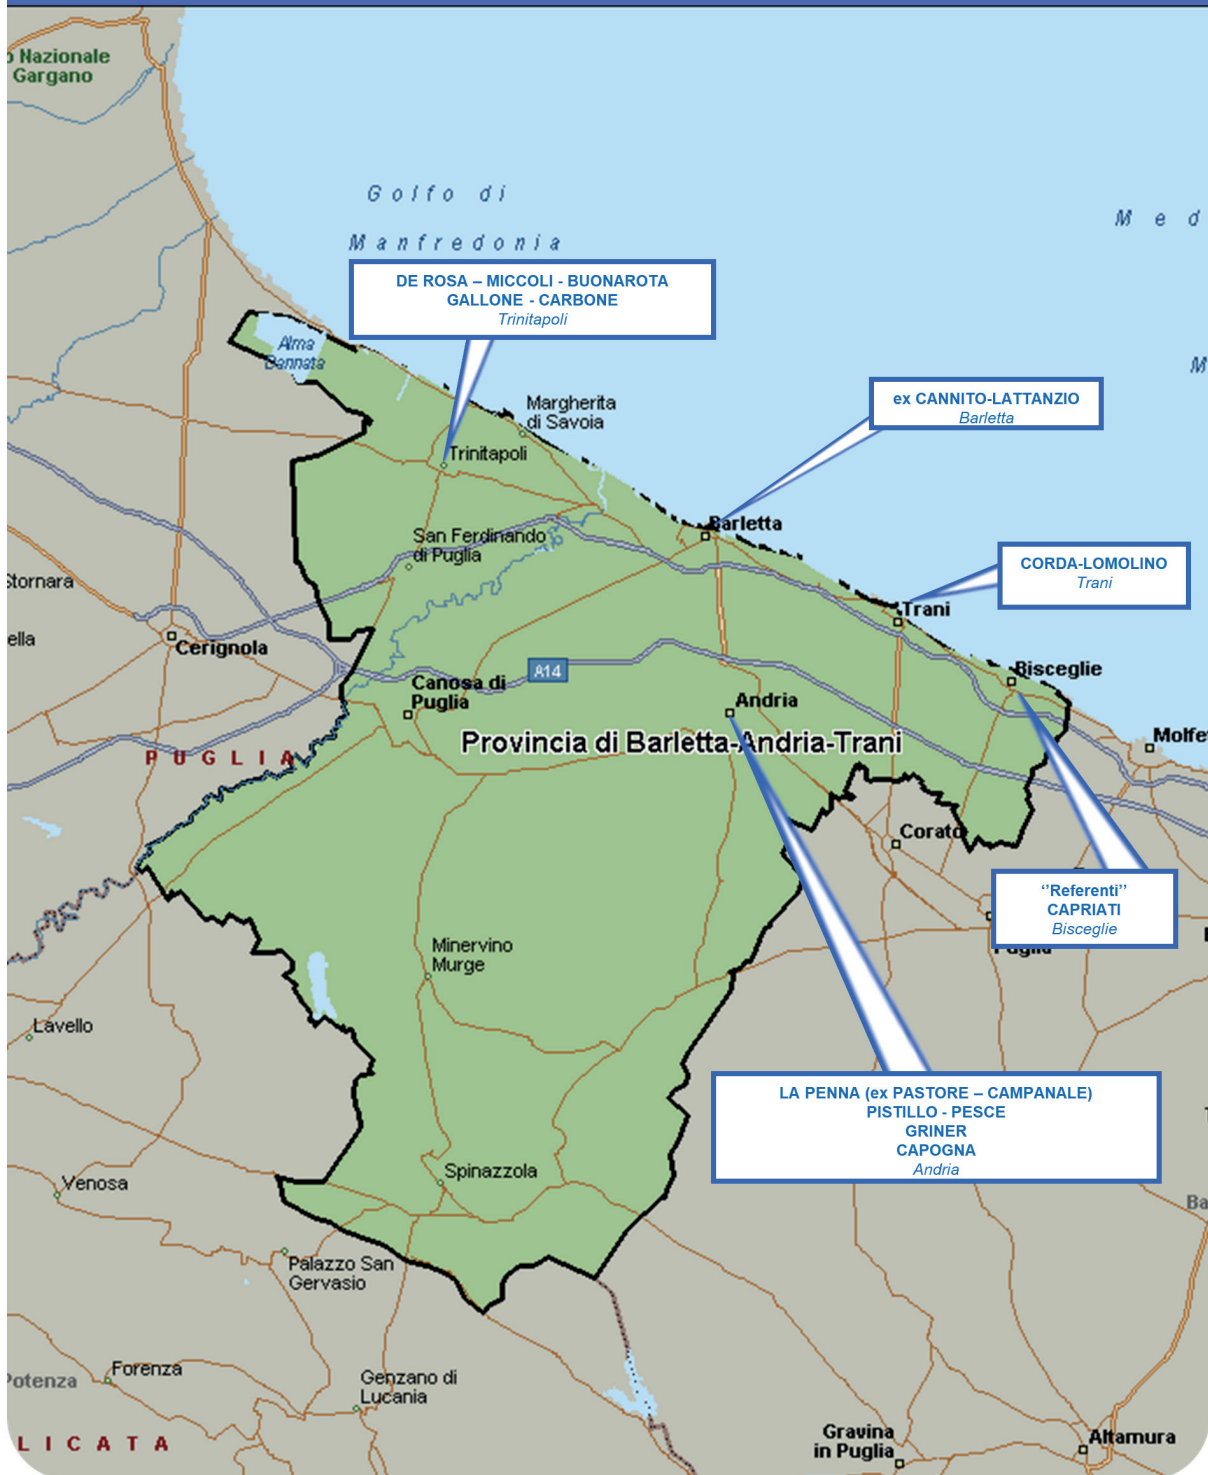 o Nazionale
Gargano
Golfo di
Manfredonia
Med
M
DE ROSA – MICCOLI - BUONAROTA
GALLONE - CARBONE
Trinitapoli
Alma
Dannata
ex CANNITO-LATTANZIO
Barletta
Margherita
di Savoia
Trinitapoli
Barletta
San Ferdinando
di Puglia
CORDA-LOMOLINO
Trani
Stornara
Trani
ella
Cerignola
A14
Bisceglie
Canosa di
Puglia
Andria
Molfe
Provincia di Barletta-Andria-Trani
PUGLIA
Corato
‘’Referenti’’
CAPRIATI
Bisceglie
Puglia
Minervino
Murge
Lavello
LA PENNA (ex PASTORE – CAMPANALE)
PISTILLO - PESCE
GRINER
CAPOGNA
Andria
Spinazzola
Venosa
Ba
Palazzo San
Gervasio
Forenza
Potenza
Genzano di
Lucania
LICATA
Gravina
in Puglia
Altamura